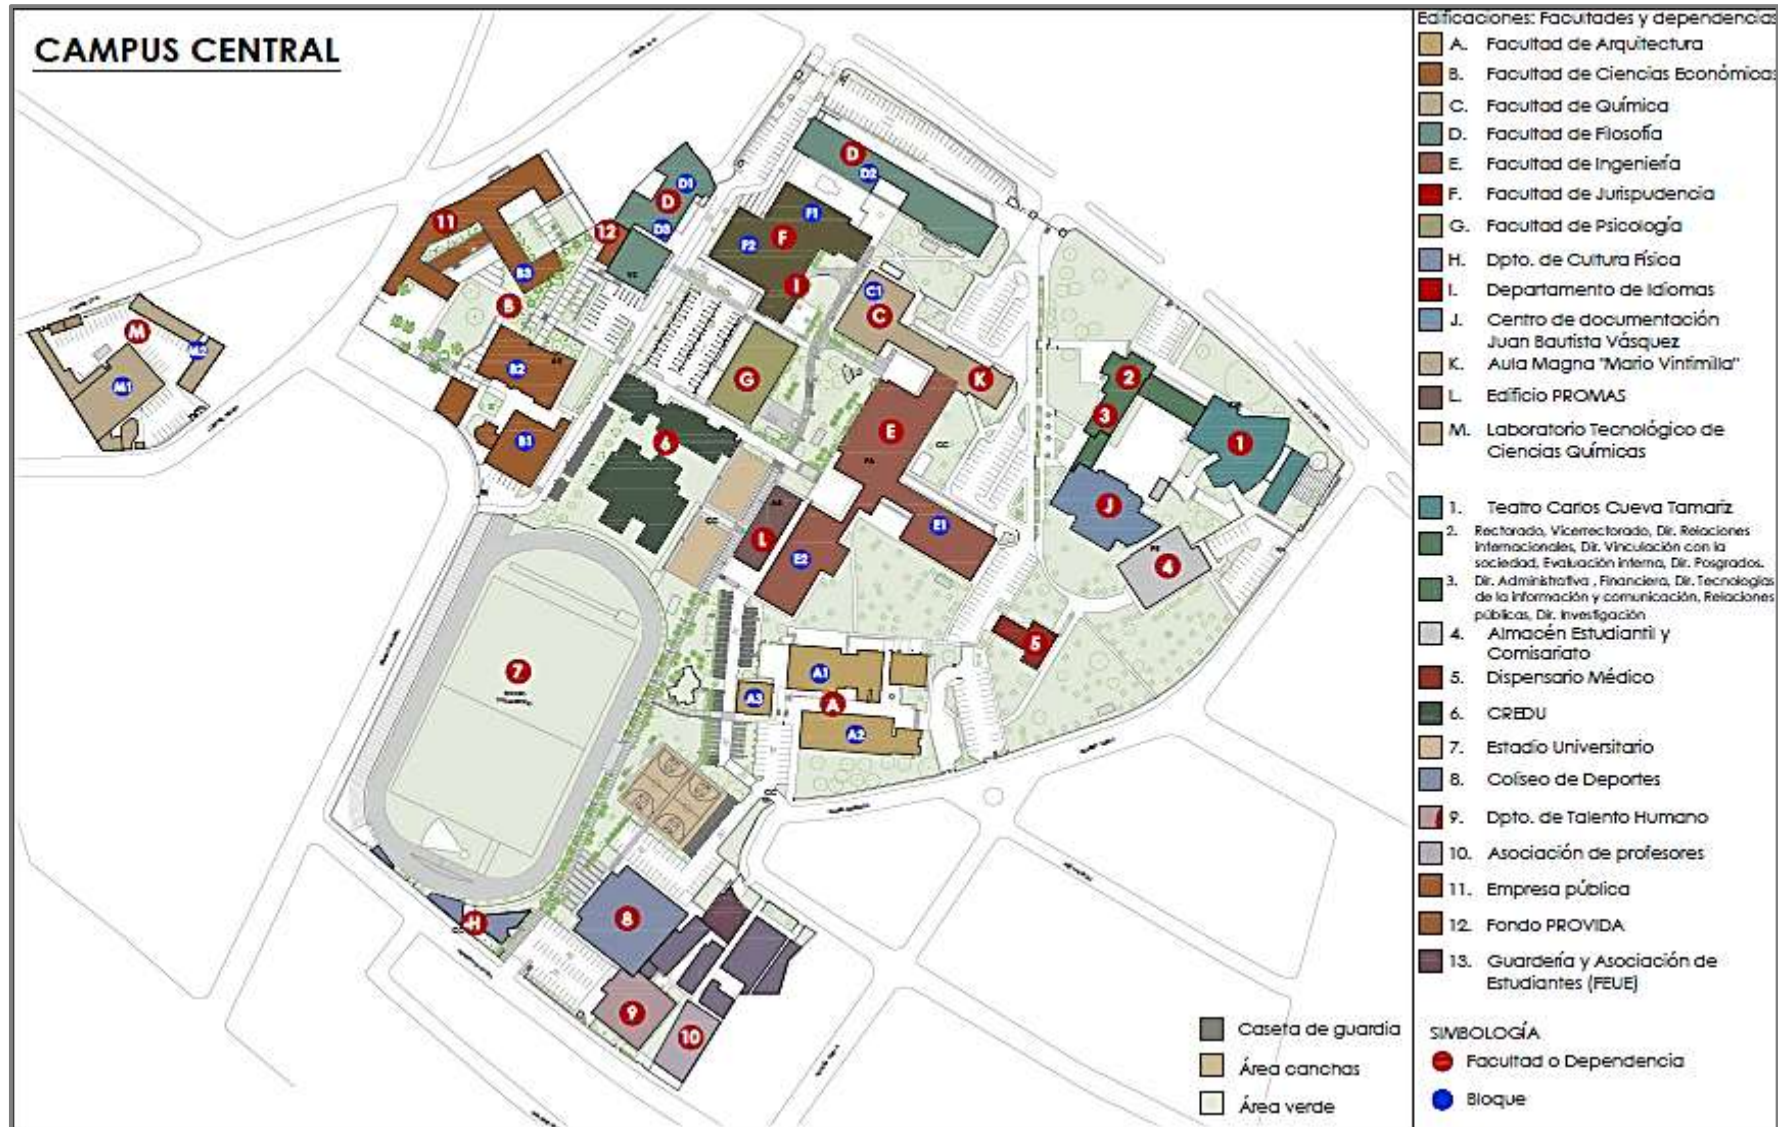 CAMPUS CENTRAL
Edificaciones: Facultades y dependencias
A. Facultad de Arquitectura
B. Facultad de Ciencias Económicas
C. Facultad de Química
D. Facultad de Filosofía
E. Facultad de Ingeniería
F. Facultad de Jurispudencia
G. Facultad de Psicología
H. Dpto. de Cultura Física
I. Departamento de Idiomas
J. Centro de documentación
Juan Bautista Vásquez
K. Aula Magna "Mario Vintimilla"
L. Edificio PROMAS
M. Laboratorio Tecnológico de
Ciencias Químicas
1. Teatro Carlos Cueva Tamariz
2. Rectorado, Vicerrectorado, Dir. Relaciones
internacionales, Dir. Vinculación con la
sociedad, Evaluación interna, Dir. Posgrados.
3. Dir. Administrativa , Financiero, Dir. Tecnologías
de la información y comunicación, Relaciones
públicas, Dir. Investigación
4. Almacén Estudiantil y
Comisariato
5. Dispensario Médico
6. CREDU
7. Estadio Universitario
8. Coliseo de Deportes
9. Dpto. de Talento Humano
10. Asociación de profesores
11. Empresa pública
12. Fondo PROVIDA
13. Guardería y Asociación de
Estudiantes (FEUE)
SIMBOLOGÍA
Facultad o Dependencia
Bloque
Caseta de guardia
Área canchas
Área verde
D
D2
D1
D
D3
12
11
B3
B
B2
B1
M
M2
M1
F1
F
F2
I
C1
C
K
G
E
6
L
E2
E1
2
3
1
J
4
5
7
A1
A3
A
A2
H
8
9
10